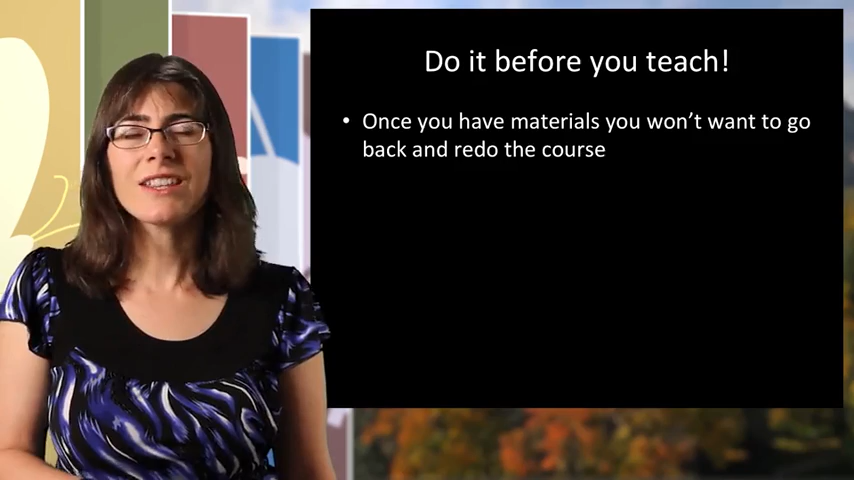 Do it before you teach!
• Once you have materials you won’t want to go
back and redo the course